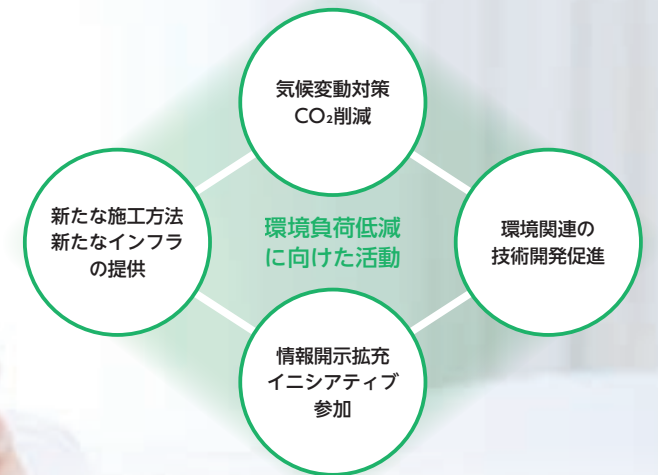 気候変動対策
CO₂削減
新たな施工方法
新たなインフラ
の提供
環境負荷低減
に向けた活動
環境関連の
技術開発促進
情報開示拡充
イニシアティブ
参加